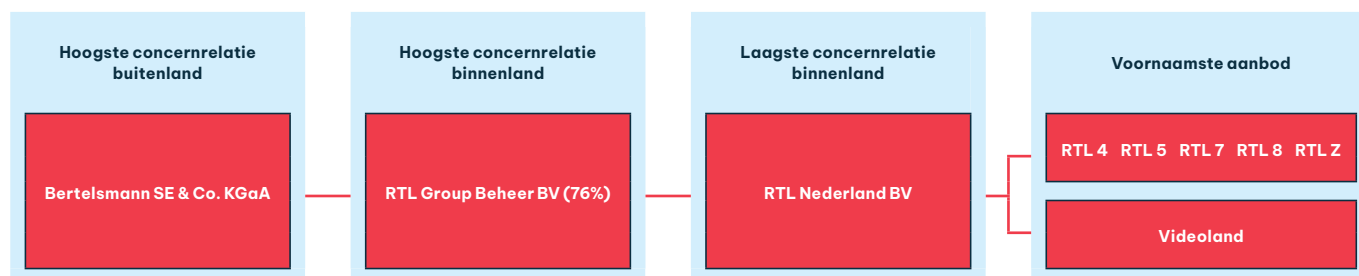 Hoogste concernrelatie
buitenland
Bertelsmann SE & Co. KGaA
Hoogste concernrelatie
binnenland
RTL Group Beheer BV (76%)
Laagste concernrelatie
binnenland
RTL Nederland BV
Voornaamste aanbod
RTL 4 RTL 5 RTL 7 RTL 8 RTL Z
Videoland